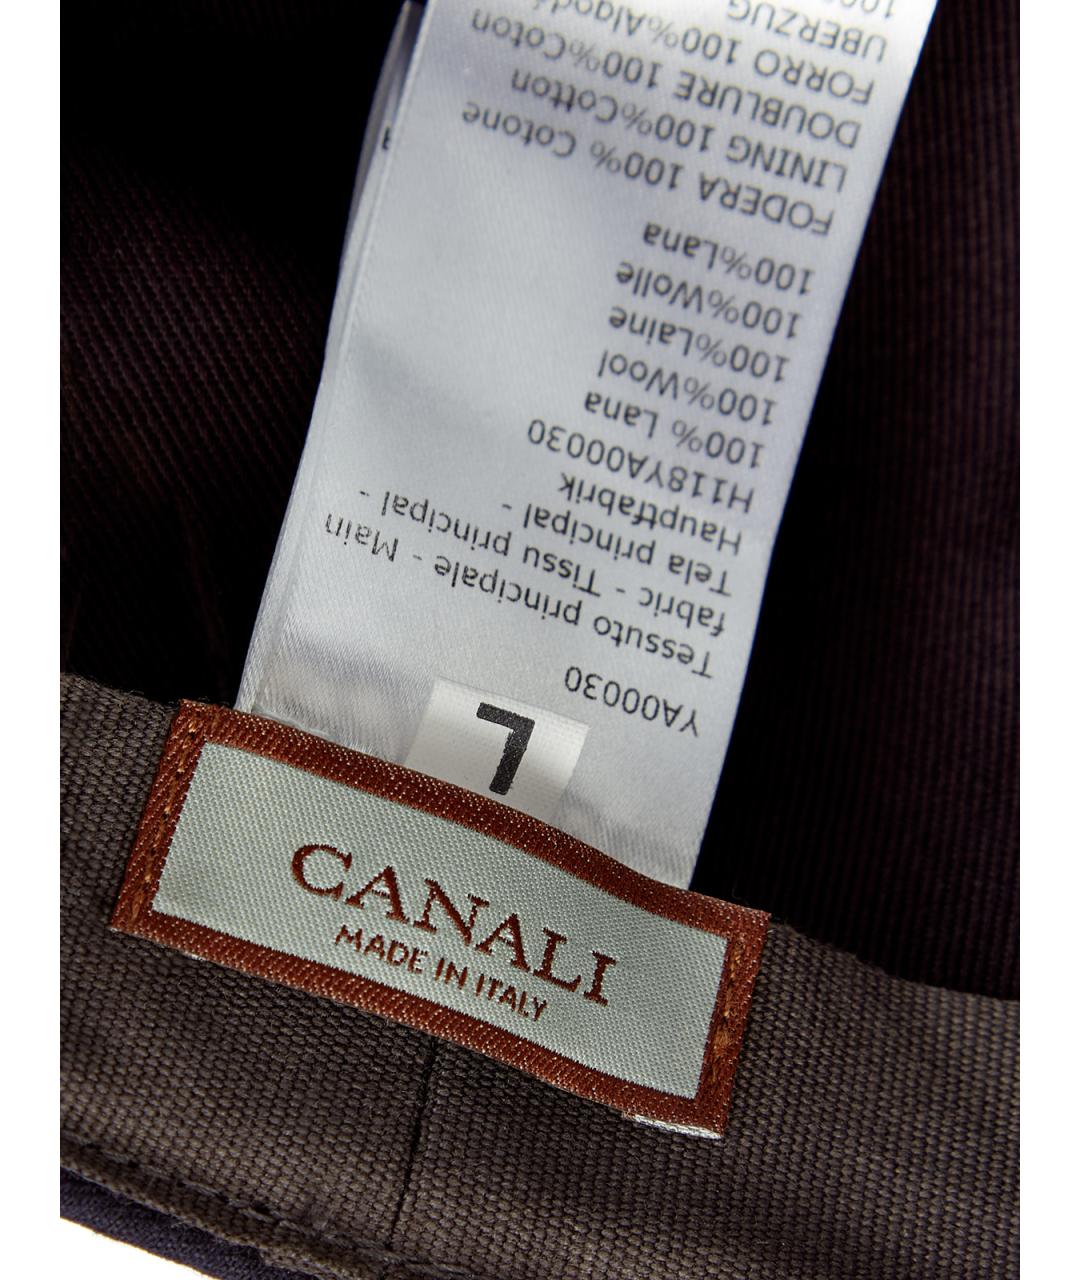 CANALI
MADE IN ITALY
L
YA00030
Tessuto principale - Main
fabric - Tissu principal -
Tela principal -
Hauptfabrik
H118YA00030
100% Lana
100%Wool
100%Laine
100%Wolle
100%Lana
FODERA 100% Cotone
LINING 100%Cotton
DOUBLURE 100%Coton
FORRO 100%Algodó
UBERZUG